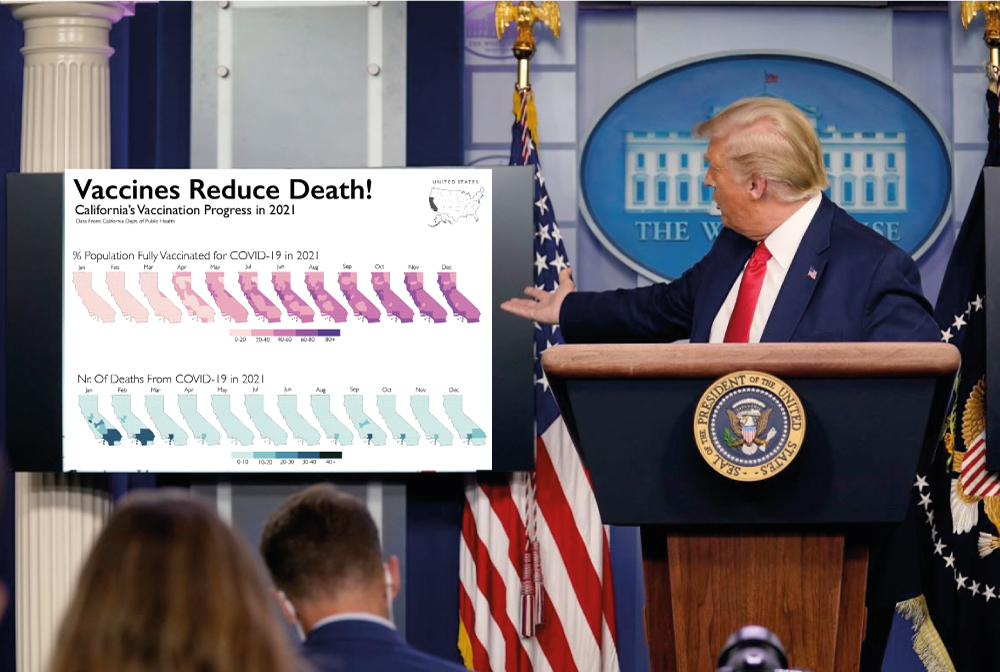 Vaccines Reduce Death!
California's Vaccination Progress in 2021
Data From: California Dept. of Public Health
UNITED STATES
% Population Fully Vaccinated for COVID-19 in 2021
Jan Feb Mar Apr May Jul Jun Aug Sep Oct Nov Dec
0-20 20-40 40-60 60-80 80+
Nr. Of Deaths From COVID-19 in 2021
Jan Feb Mar Apr May Jul Jun Aug Sep Oct Nov Dec
0-10 10-20 20-30 30-40 40+
THE W SE
SEAL OF THE PRESIDENT OF THE UNITED STATES